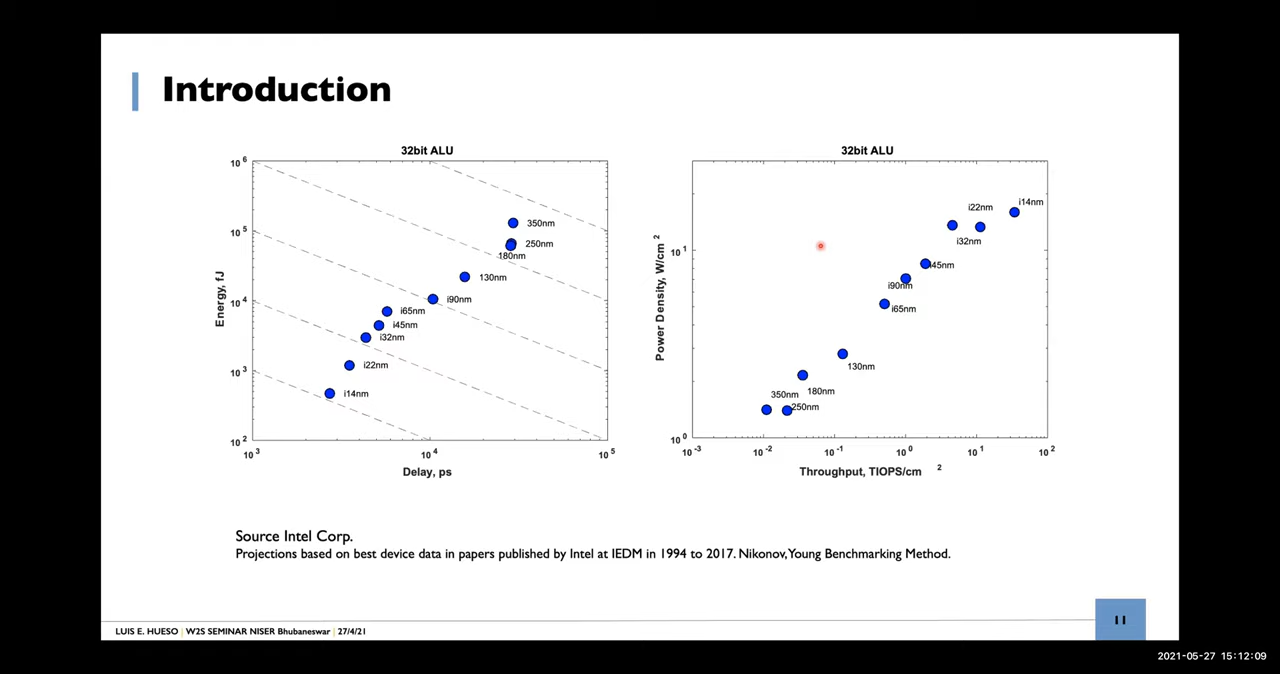 Introduction
32bit ALU
10^6
10^5
10^4
10^3
10^2
10^3
10^4
10^5
Energy, fJ
Delay, ps
350nm
250nm
180nm
130nm
i90nm
i65nm
i45nm
i32nm
i22nm
i14nm
32bit ALU
10^1
10^0
10^-3
10^-2
10^-1
10^0
10^1
10^2
Power Density, W/cm^2
Throughput, TIOPS/cm^2
i14nm
i22nm
i32nm
i45nm
i90nm
i65nm
130nm
180nm
350nm
250nm
Source Intel Corp.
Projections based on best device data in papers published by Intel at IEDM in 1994 to 2017. Nikonov, Young Benchmarking Method.
LUIS E. HUESO | W2S SEMINAR NISER Bhubaneswar | 27/4/21
11
2021-05-27 15:12:09